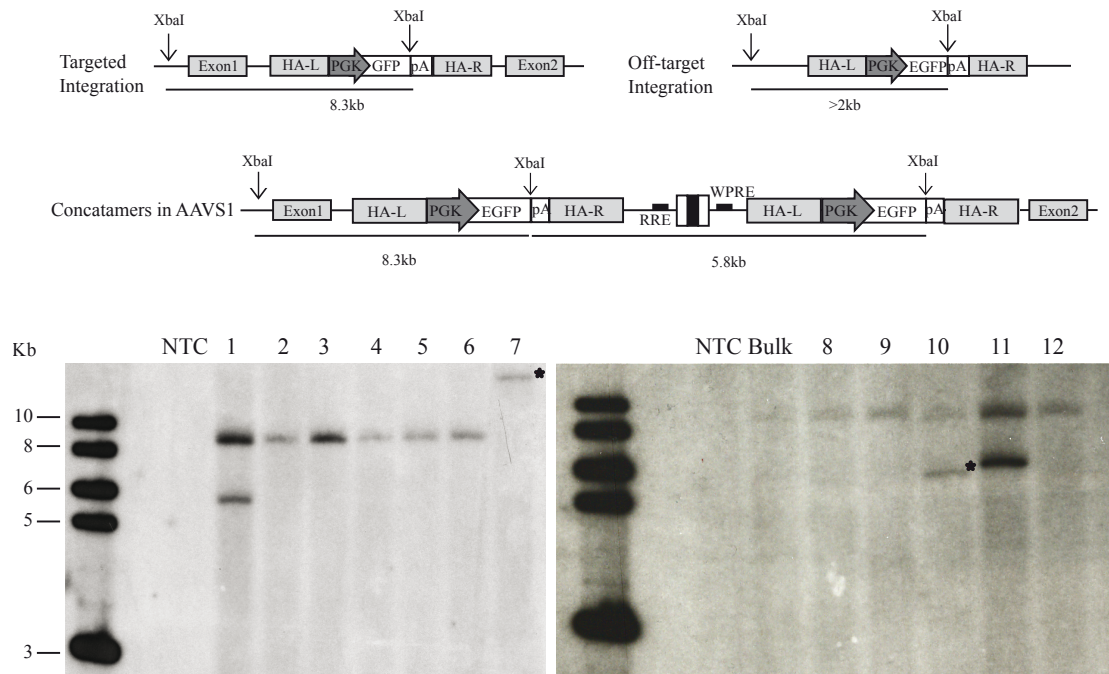 XbaI XbaI
Targeted Integration
Exon1 HA-L PGK GFP pA HA-R Exon2
8.3kb
XbaI XbaI
Off-target Integration
HA-L PGK EGFP pA HA-R
>2kb
XbaI XbaI XbaI
Concatamers in AAVS1
Exon1 HA-L PGK EGFP pA HA-R RRE WPRE HA-L PGK EGFP pA HA-R Exon2
8.3kb 5.8kb
Kb NTC 1 2 3 4 5 6 7
*
10
8
6
5
3
NTC Bulk 8 9 10 11 12
*